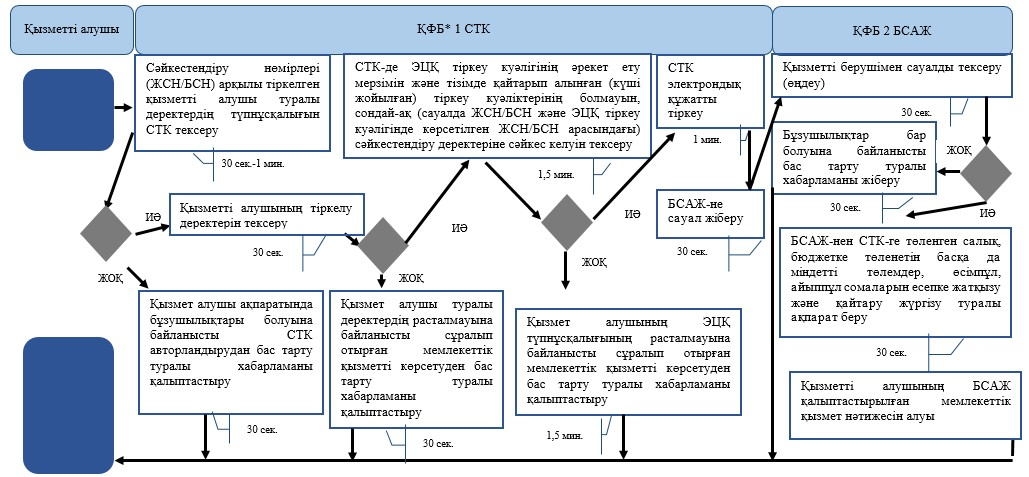 Қызметті алушы
ҚФБ* 1 СТК
ҚФБ 2 БСАЖ
Сәйкестендіру нөмірлері
(ЖСН/БСН) арқылы тіркелген
қызметті алушы туралы
деректердің түпнұсқалығын
СТК тексеру
30 сек.-1 мин.
СТК-де ЭЦҚ тіркеу куәлігінің әрекет ету
мерзімін және тізімде қайтарып алынған (күші
жойылған) тіркеу куәліктерінің болмауын,
сондай-ақ (сауалда ЖСН/БСН және ЭЦҚ тіркеу
куәлігінде көрсетілген ЖСН/БСН арасындағы)
сәйкестендіру деректеріне сәйкес келуін тексеру
1,5 мин.
СТК
электрондық
құжатты
тіркеу
1 мин.
Қызметті берушімен сауалды тексеру
(өңдеу)
30 сек.
Бұзушылықтар бар
болуына байланысты
бас тарту туралы
хабарламаны жіберу
30 сек.
ЖОҚ
ИӘ
ИӘ
Қызметті алушының тіркелу
деректерін тексеру
30 сек.
ИӘ
ИӘ
БСАЖ-не
сауал жіберу
30 сек.
ЖОҚ
ЖОҚ
ЖОҚ
БСАЖ-нен СТК-ге төленген салық,
бюджетке төленетін басқа да
міндетті төлемдер, өсімпұл,
айыппұл сомаларын есепке жатқызу
және қайтару жүргізу туралы
ақпарат беру
30 сек.
Қызмет алушы ақпаратында
бұзушылықтары болуына
байланысты СТК
авторландырудан бас тарту
туралы хабарламаны
қалыптастыру
30 сек.
Қызмет алушы туралы
деректердің расталмауына
байланысты сұралып
отырған мемлекеттік
қызметті көрсетуден бас
тарту туралы
хабарламаны
қалыптастыру
30 сек.
Қызмет алушының ЭЦҚ
түпнұсқалығының расталмауына
байланысты сұралып отырған
мемлекеттік қызметті көрсетуден
бас тарту туралы хабарламаны
қалыптастыру
1,5 мин.
Қызметті алушының БСАЖ
қалыптастырылған мемлекеттік
қызмет нәтижесін алуы